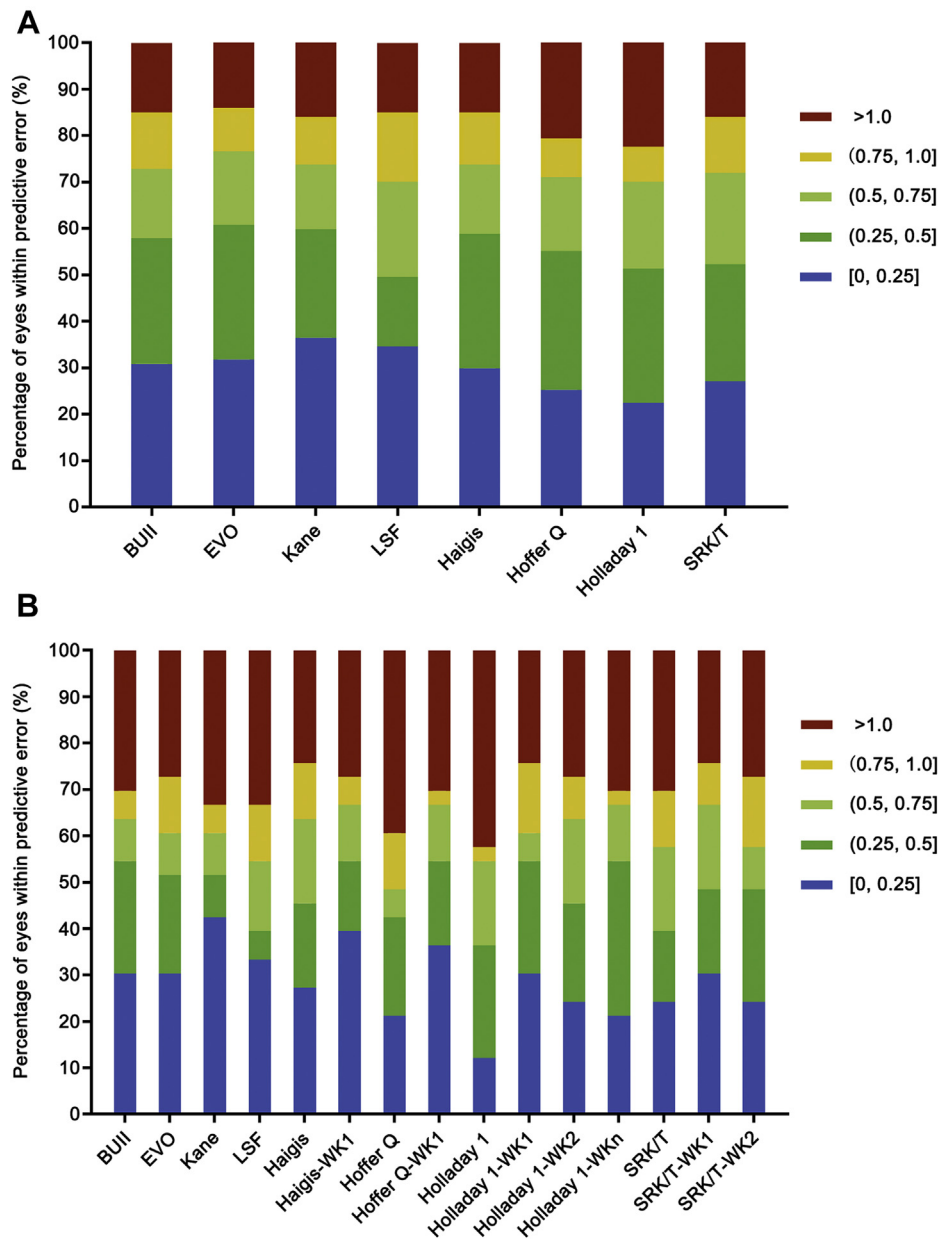 A
Percentage of eyes within predictive error (%)
100
90
80
70
60
50
40
30
20
10
0
BUII
EVO
Kane
LSF
Haigis
Hoffer Q
Holladay 1
SRK/T
>1.0
(0.75, 1.0]
(0.5, 0.75]
(0.25, 0.5]
[0, 0.25]
B
Percentage of eyes within predictive error (%)
100
90
80
70
60
50
40
30
20
10
0
BUII
EVO
Kane
LSF
Haigis
Haigis-WK1
Hoffer Q
Hoffer Q-WK1
Holladay 1
Holladay 1-WK1
Holladay 1-WK2
Holladay 1-WKn
SRK/T
SRK/T-WK1
SRK/T-WK2
>1.0
(0.75, 1.0]
(0.5, 0.75]
(0.25, 0.5]
[0, 0.25]